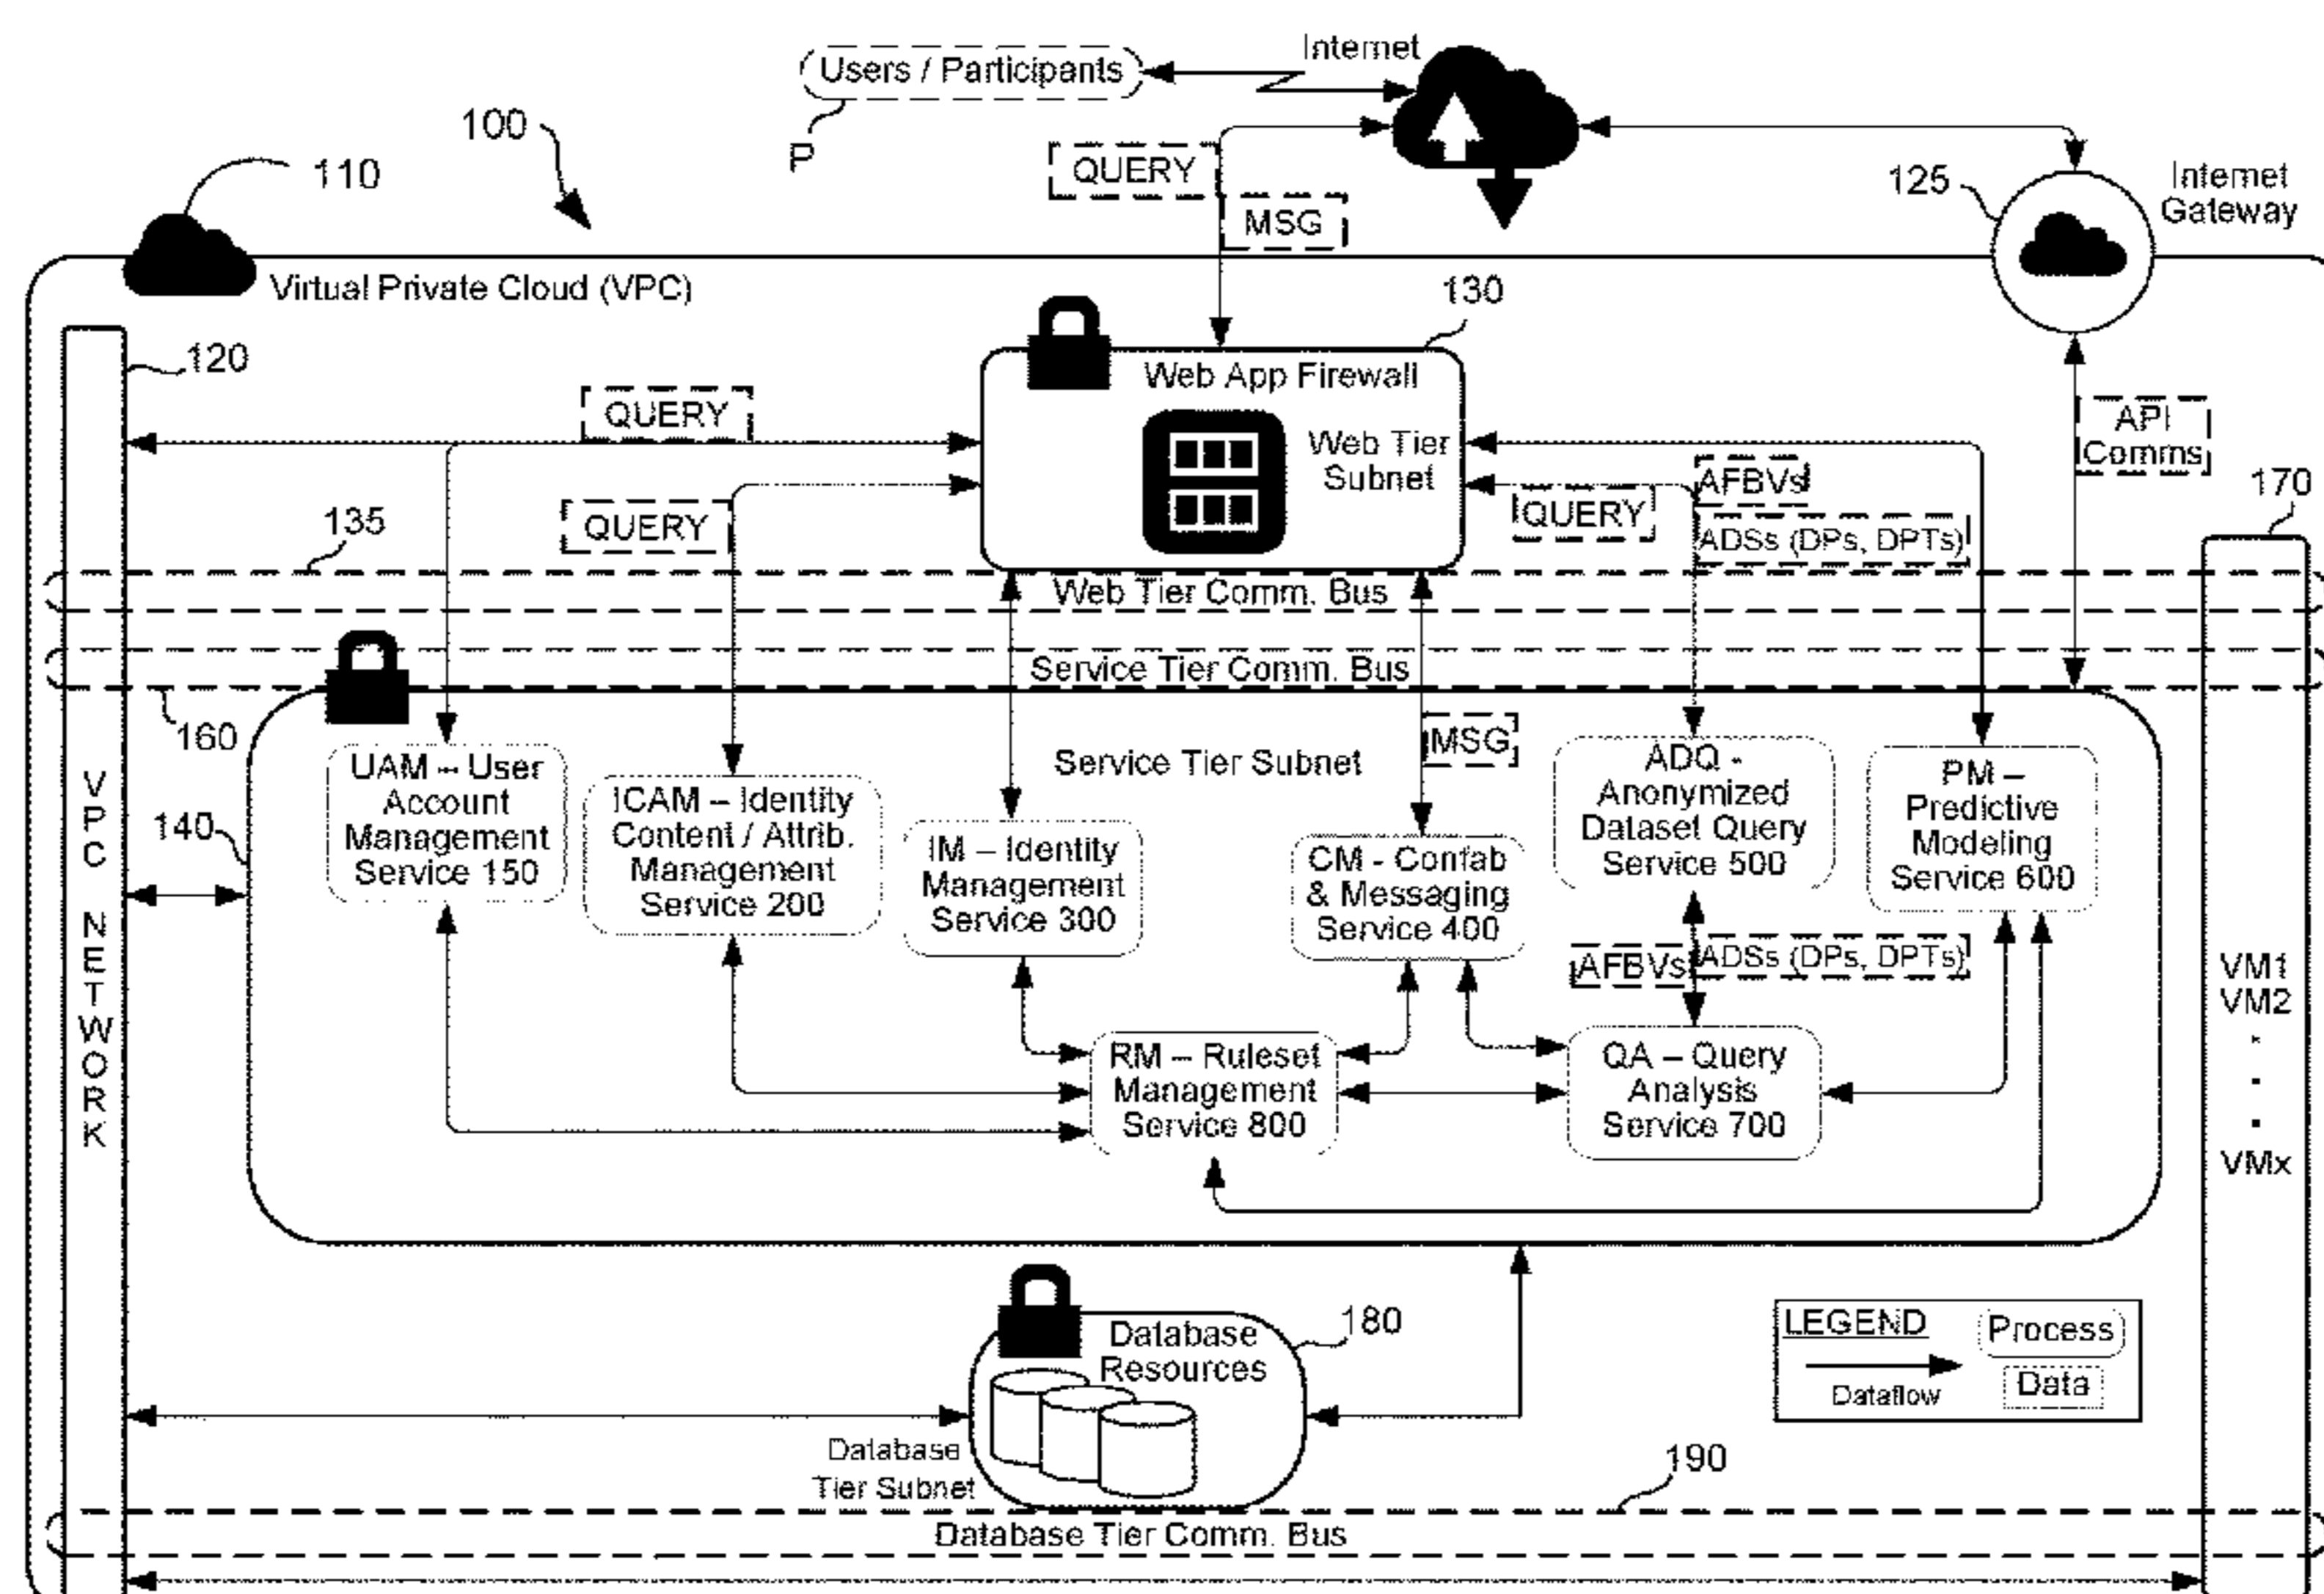 Internet
Users / Participants
P
100
110
QUERY
MSG
125
Internet
Gateway
Virtual Private Cloud (VPC)
130
120
Web App Firewall
Web Tier
Subnet
QUERY
QUERY
API
Comms
AFBVs
QUERY
ADSs (DPs, DPTs)
170
135
Web Tier Comm. Bus
Service Tier Comm. Bus
160
VPC NETWORK
140
Service Tier Subnet
MSG
UAM – User
Account
Management
Service 150
ICAM – Identity
Content / Attrib.
Management
Service 200
IM – Identity
Management
Service 300
CM - Confab
& Messaging
Service 400
ADQ -
Anonymized
Dataset Query
Service 500
PM –
Predictive
Modeling
Service 600
AFBVs
ADSs (DPs, DPTs)
VM1
VM2
.
.
.
VMx
RM – Ruleset
Management
Service 800
QA – Query
Analysis
Service 700
Database
Resources
180
Database
Tier Subnet
LEGEND
Process
Dataflow
Data
190
Database Tier Comm. Bus